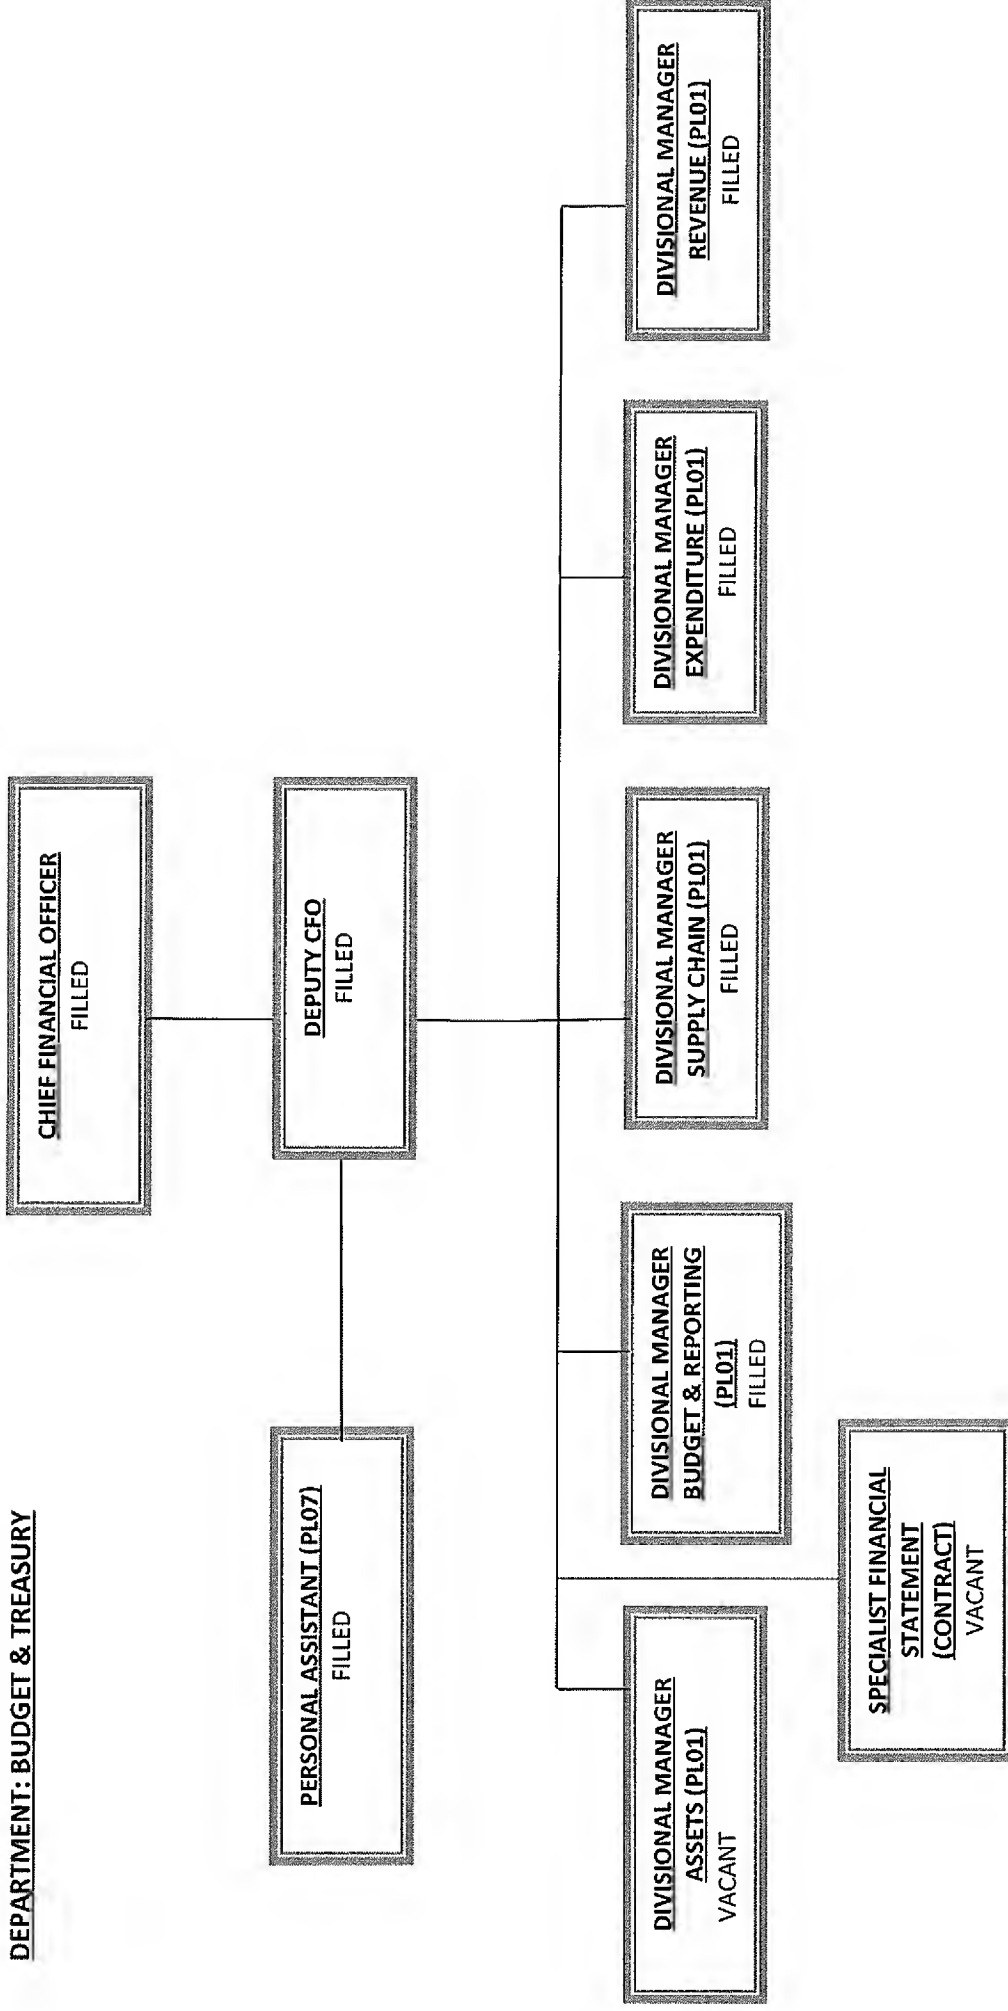 DEPARTMENT: BUDGET & TREASURY
CHIEF FINANCIAL OFFICER
FILLED
PERSONAL ASSISTANT (PL07)
FILLED
DEPUTY CFO
FILLED
DIVISIONAL MANAGER
ASSETS (PL01)
VACANT
DIVISIONAL MANAGER
BUDGET & REPORTING
(PL01)
FILLED
DIVISIONAL MANAGER
SUPPLY CHAIN (PL01)
FILLED
DIVISIONAL MANAGER
EXPENDITURE (PL01)
FILLED
DIVISIONAL MANAGER
REVENUE (PL01)
FILLED
SPECIALIST FINANCIAL
STATEMENT
(CONTRACT)
VACANT